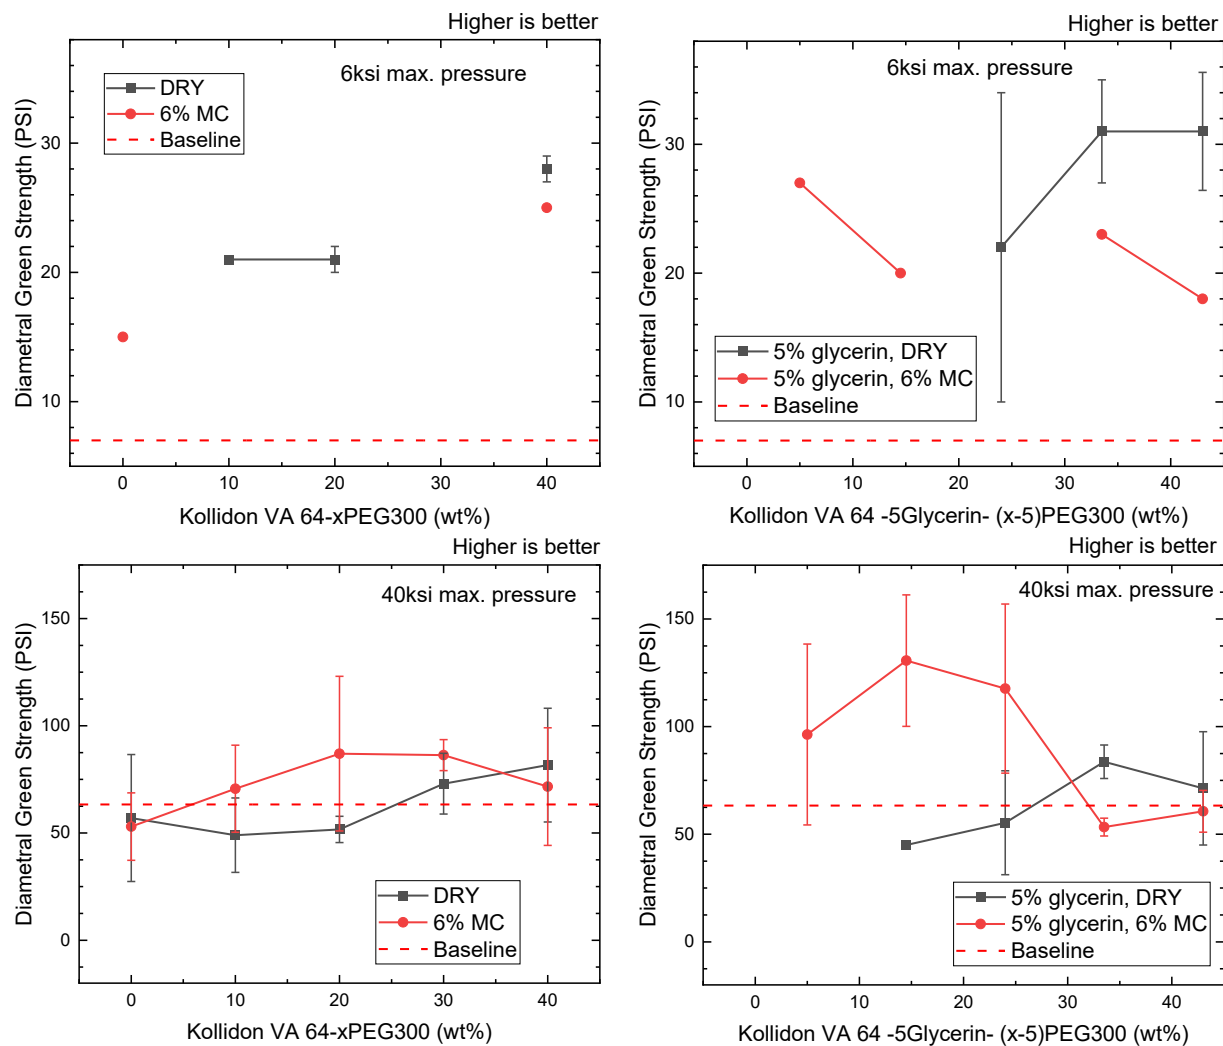 Higher is better
6ksi max. pressure
DRY
6% MC
Baseline
Diametral Green Strength (PSI)
30
20
10
0 10 20 30 40
Kollidon VA 64-xPEG300 (wt%)
Higher is better
6ksi max. pressure
Diametral Green Strength (PSI)
30
20
10
5% glycerin, DRY
5% glycerin, 6% MC
Baseline
0 10 20 30 40
Kollidon VA 64 -5Glycerin- (x-5)PEG300 (wt%)
Higher is better
40ksi max. pressure
Diametral Green Strength (PSI)
150
100
50
0
DRY
6% MC
Baseline
0 10 20 30 40
Kollidon VA 64-xPEG300 (wt%)
Higher is better
40ksi max. pressure
Diametral Green Strength (PSI)
150
100
50
0
5% glycerin, DRY
5% glycerin, 6% MC
Baseline
0 10 20 30 40
Kollidon VA 64 -5Glycerin- (x-5)PEG300 (wt%)